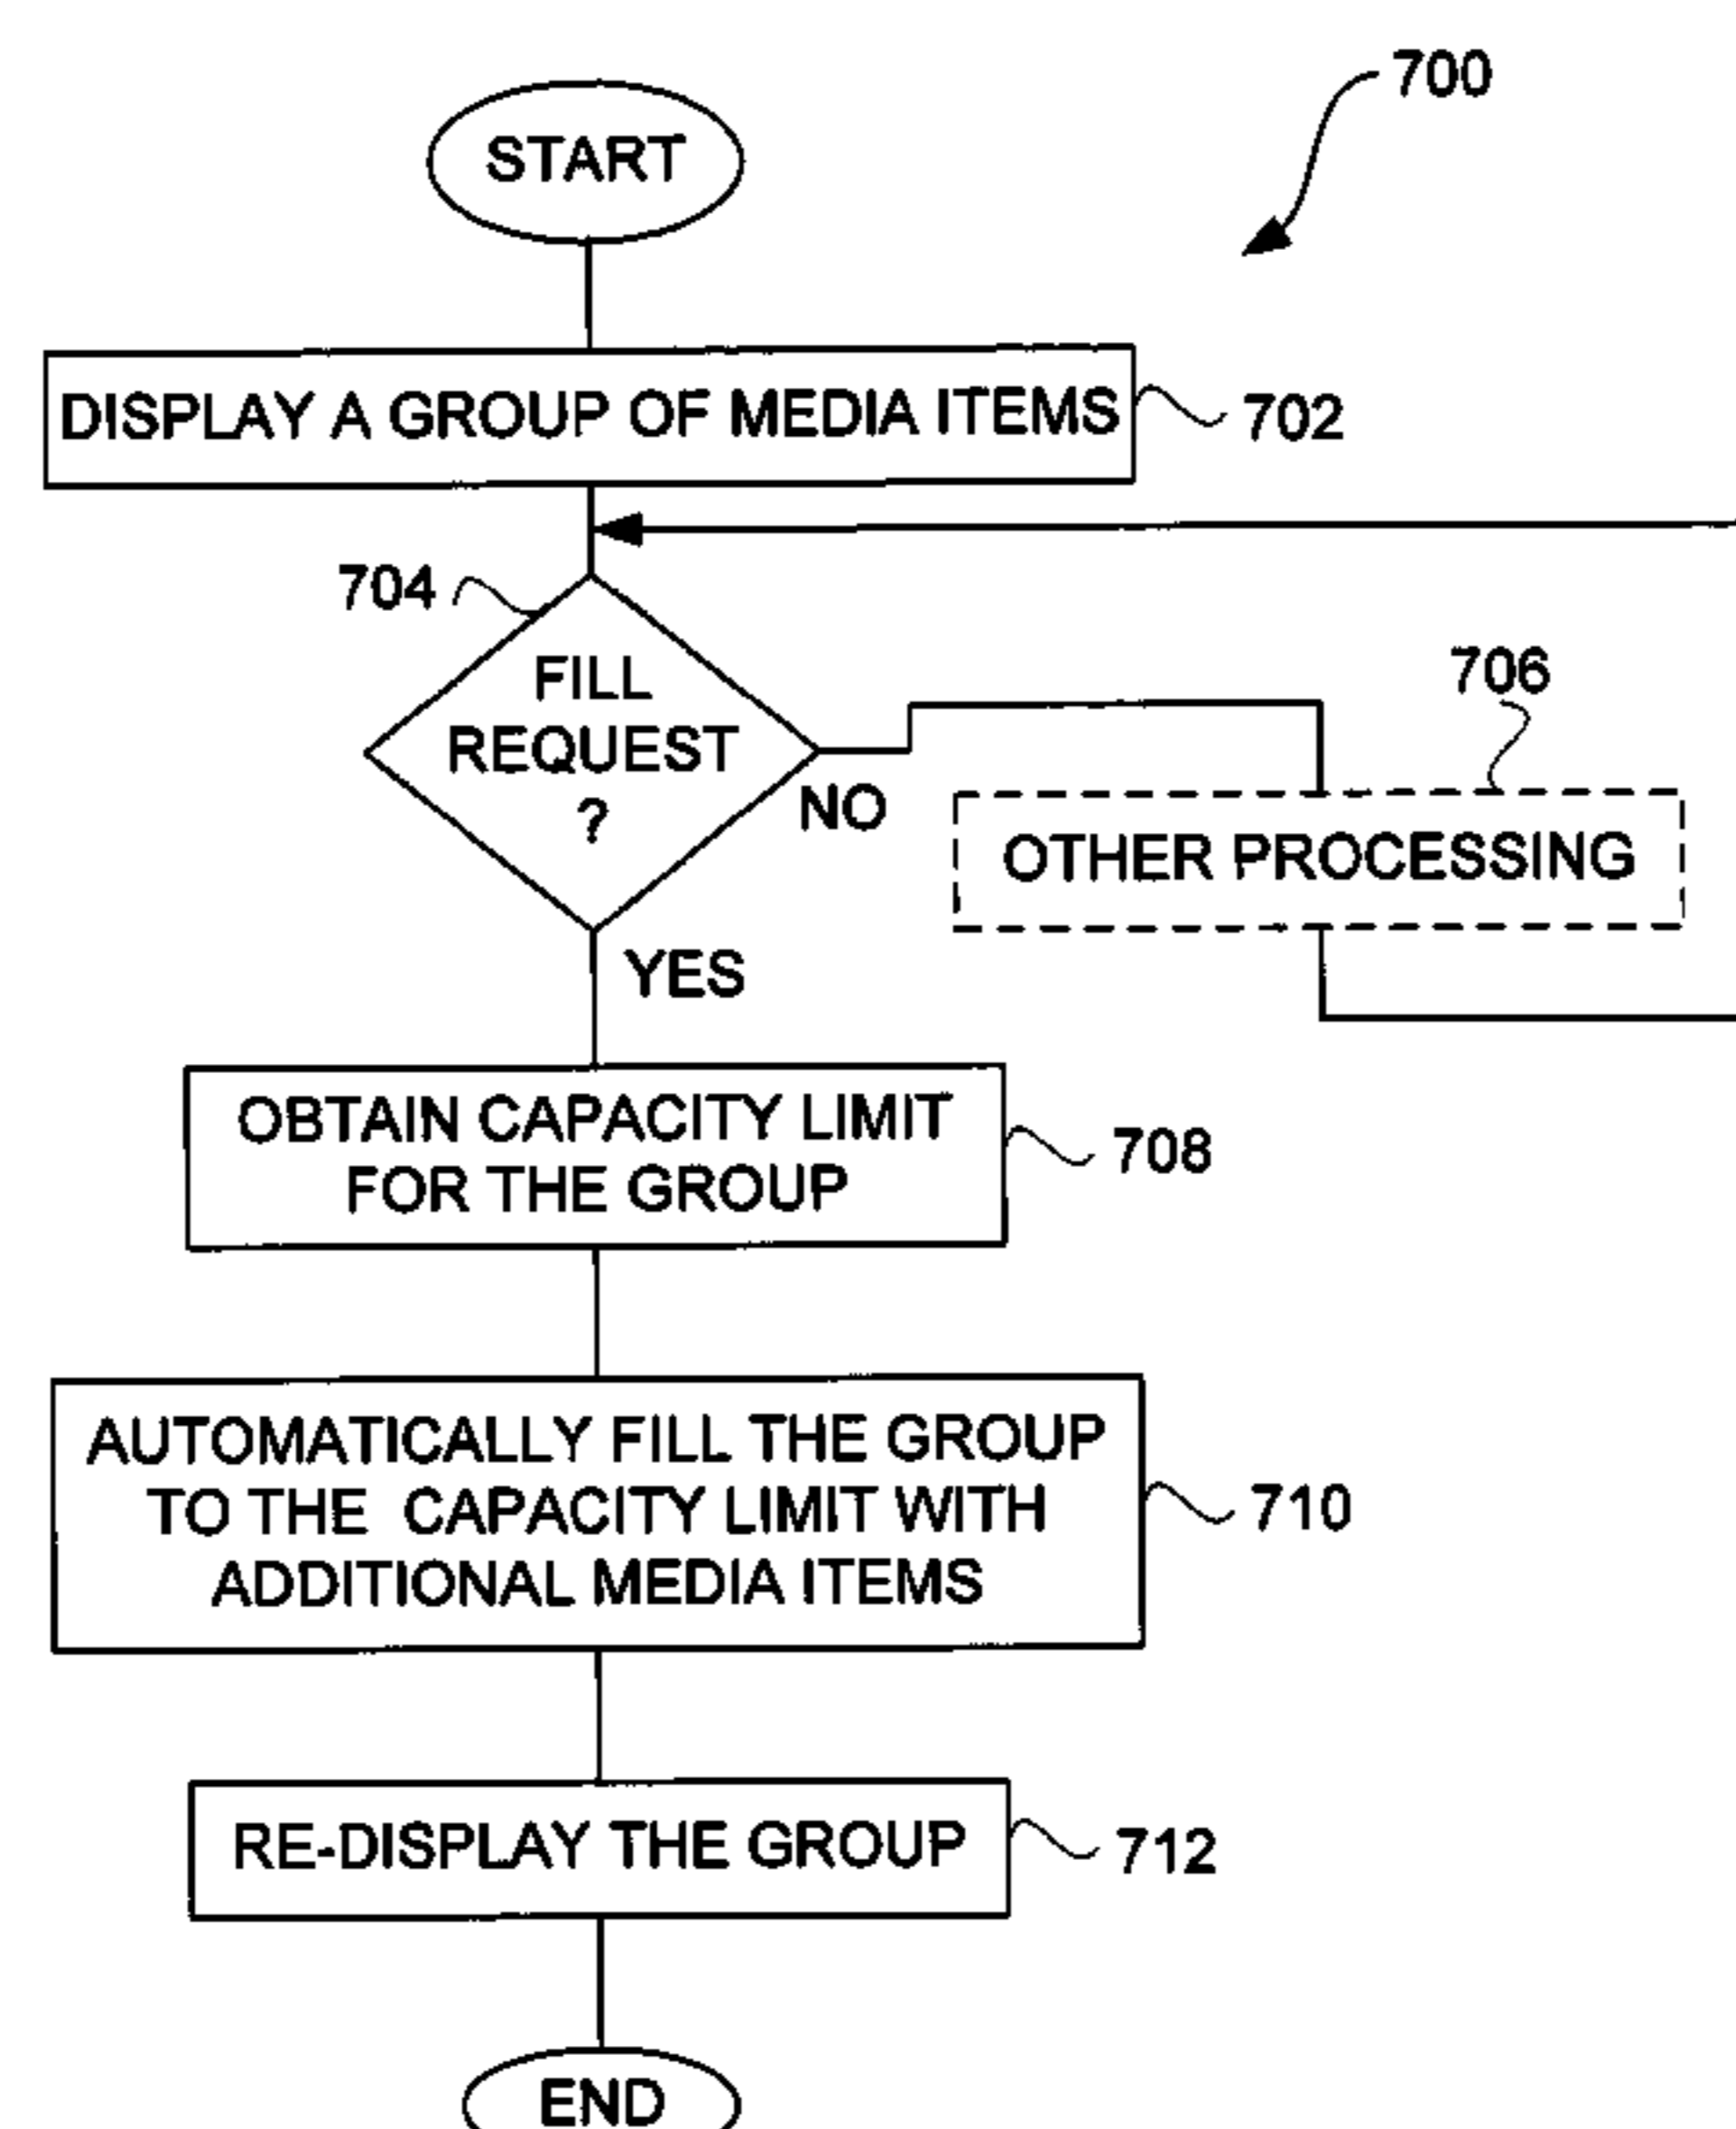 700
START
DISPLAY A GROUP OF MEDIA ITEMS
702
704
FILL
REQUEST
?
NO
706
OTHER PROCESSING
YES
OBTAIN CAPACITY LIMIT
FOR THE GROUP
708
AUTOMATICALLY FILL THE GROUP
TO THE CAPACITY LIMIT WITH
ADDITIONAL MEDIA ITEMS
710
RE-DISPLAY THE GROUP
712
END